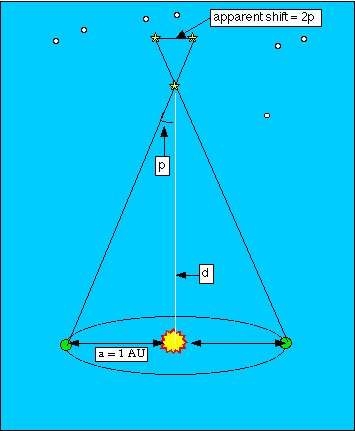 apparent shift = 2p
p
d
a = 1 AU